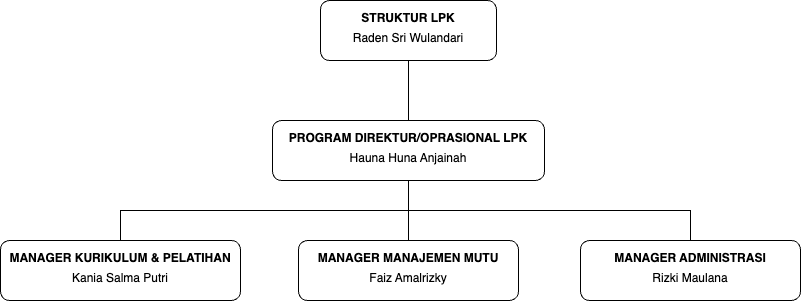 STRUKTUR LPK
Raden Sri Wulandari
PROGRAM DIREKTUR/OPRASIONAL LPK
Hauna Huna Anjainah
MANAGER KURIKULUM & PELATIHAN
Kania Salma Putri
MANAGER MANAJEMEN MUTU
Faiz Amalrizky
MANAGER ADMINISTRASI
Rizki Maulana